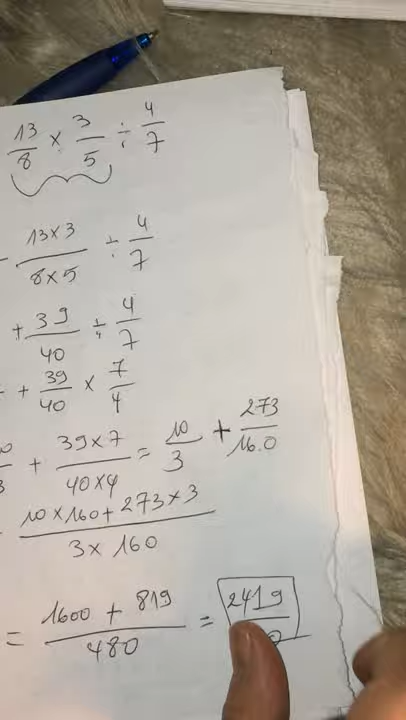 13/8 × 3/5 ÷ 4/7
13×3/8×5 ÷ 4/7
+ 39/40 ÷ 4/7
+ 39/40 × 7/4
+ 39×7/40×4 = 10/3 + 273/160
10×160+273×3/3×160
= 1600 + 819/480 = 2419